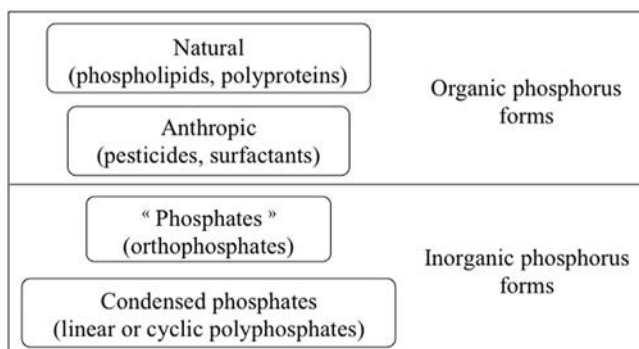 Natural
(phospholipids, polyproteins)
Anthropic
(pesticides, surfactants)
Organic phosphorus
forms
“ Phosphates ”
(orthophosphates)
Condensed phosphates
(linear or cyclic polyphosphates)
Inorganic phosphorus
forms